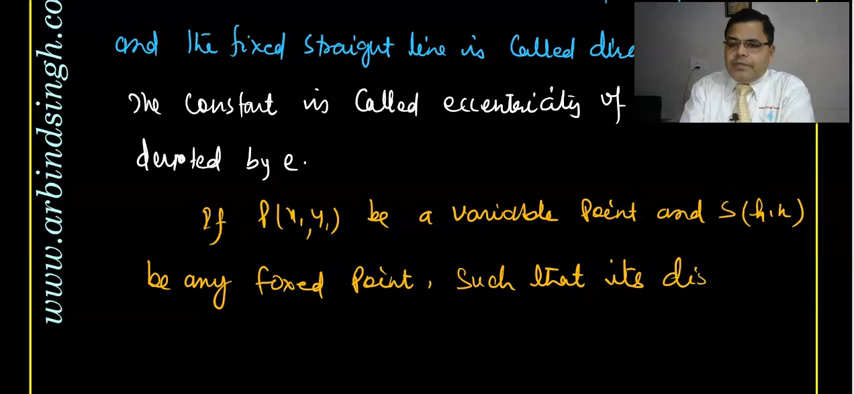 www.arbindsingh.co
and the fixed straight line is called dire
The constant is called eccentricity of
denoted by e.
If P(x₁, y₁) be a variable point and S(h, k)
be any foxed point, such that its dis